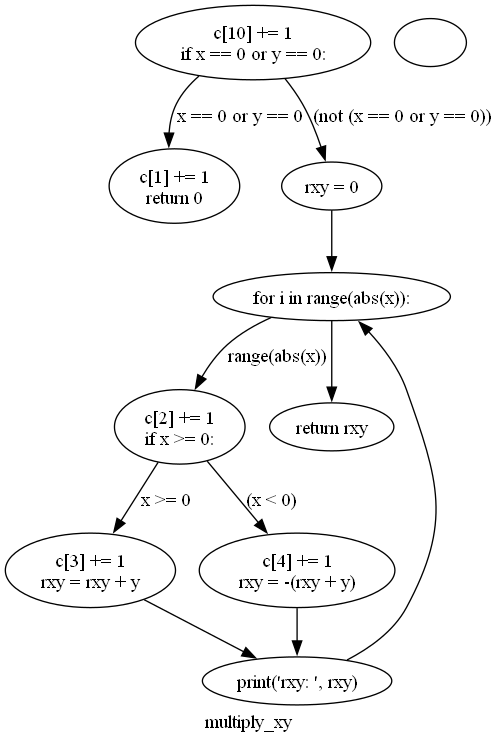 c[10] += 1
if x == 0 or y == 0:
x == 0 or y == 0
(not (x == 0 or y == 0))
c[1] += 1
return 0
rxy = 0
for i in range(abs(x)):
range(abs(x))
c[2] += 1
if x >= 0:
return rxy
x >= 0
(x < 0)
c[3] += 1
rxy = rxy + y
c[4] += 1
rxy = -(rxy + y)
print('rxy: ', rxy)
multiply_xy